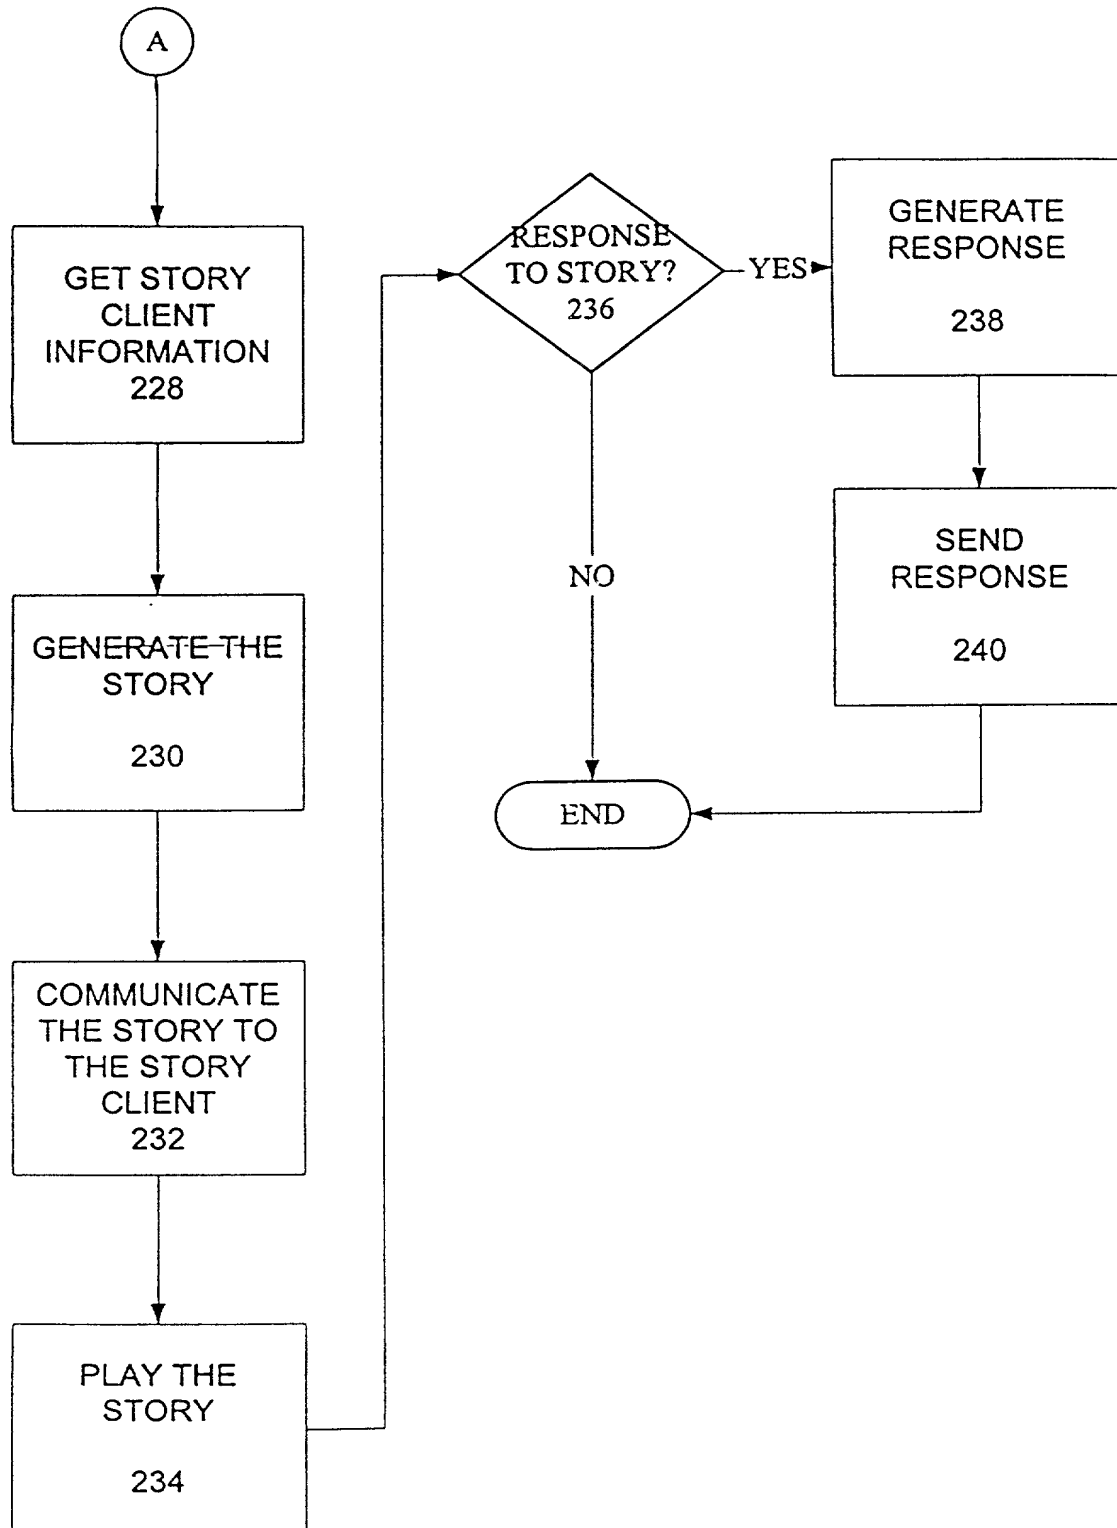 A
GET STORY
CLIENT
INFORMATION
228
GENERATE THE
STORY
230
COMMUNICATE
THE STORY TO
THE STORY
CLIENT
232
PLAY THE
STORY
234
RESPONSE
TO STORY?
236
YES
NO
GENERATE
RESPONSE
238
SEND
RESPONSE
240
END